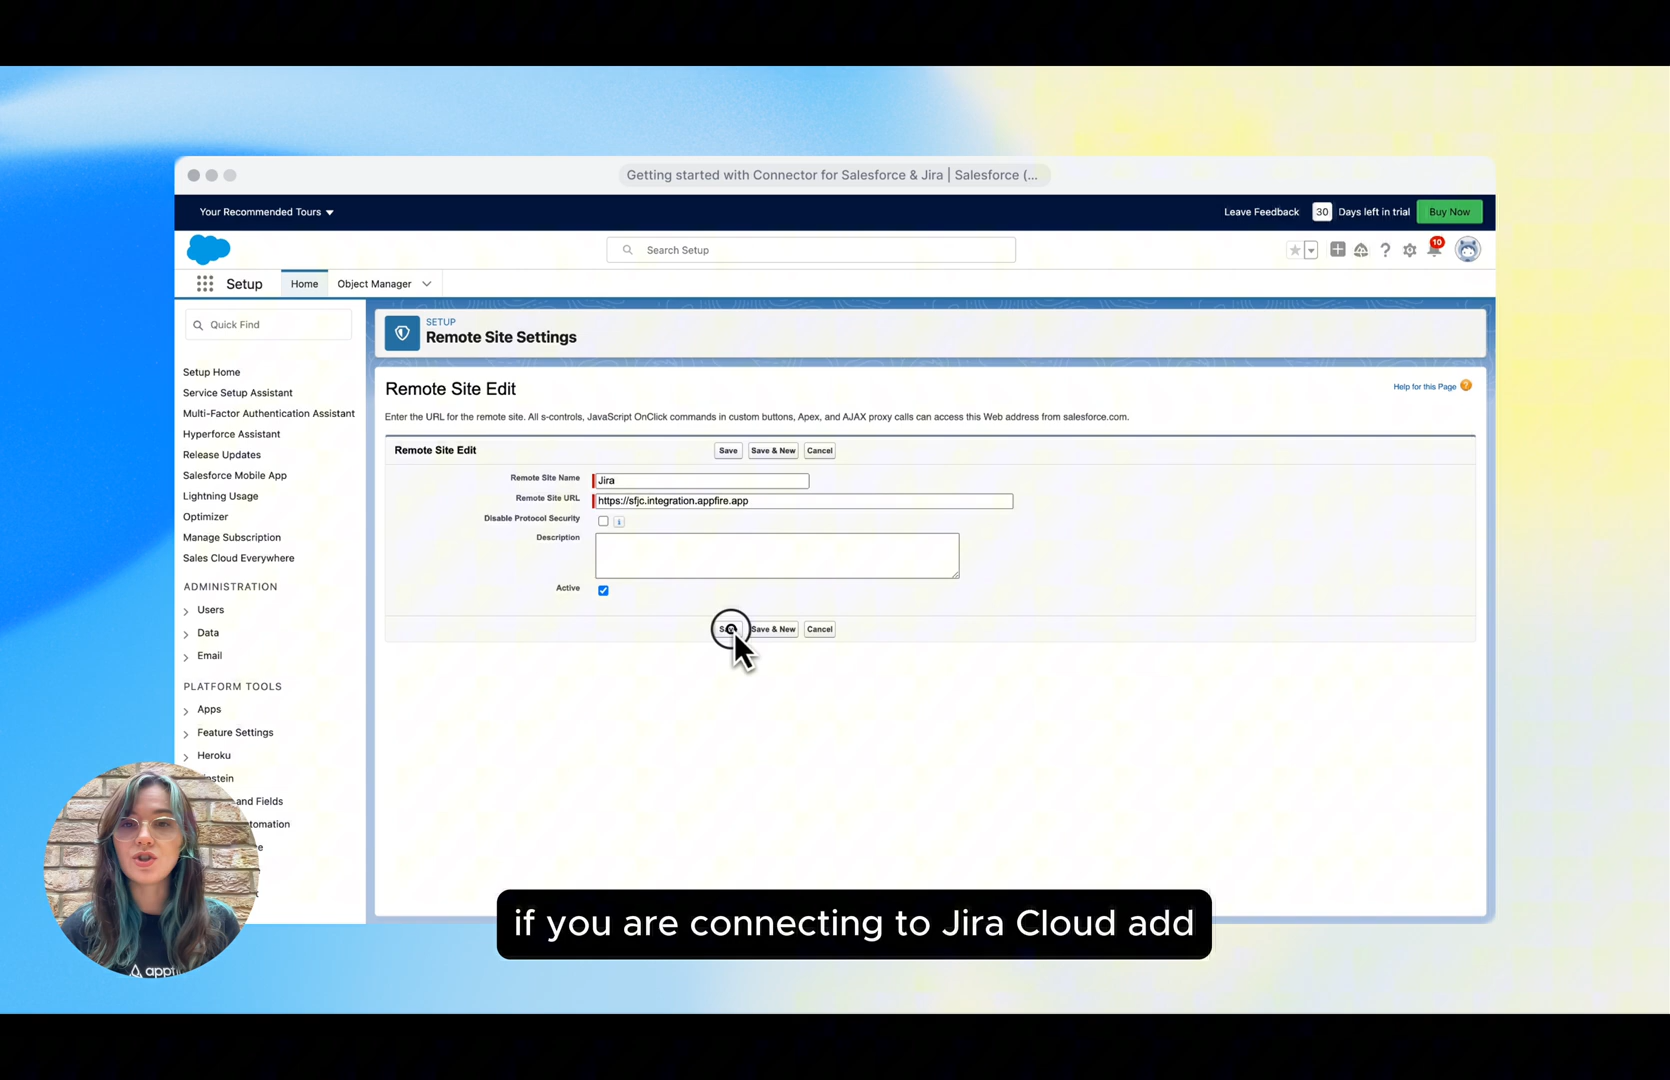 Getting started with Connector for Salesforce & Jira | Salesforce (...
Your Recommended Tours
Leave Feedback
30
Days left in trial
Buy Now
Search Setup
10
Setup
Home
Object Manager
Quick Find
SETUP
Remote Site Settings
Setup Home
Service Setup Assistant
Multi-Factor Authentication Assistant
Hyperforce Assistant
Release Updates
Salesforce Mobile App
Lightning Usage
Optimizer
Manage Subscription
Sales Cloud Everywhere
ADMINISTRATION
Users
Data
Email
PLATFORM TOOLS
Apps
Feature Settings
Heroku
and Fields
Remote Site Edit
Help for this Page
Enter the URL for the remote site. All s-controls, JavaScript OnClick commands in custom buttons, Apex, and AJAX proxy calls can access this Web address from salesforce.com.
Remote Site Edit
Save
Save & New
Cancel
Remote Site Name
Jira
Remote Site URL
https://sfjc.integration.appfire.app
Disable Protocol Security
Description
Active
Save & New
Cancel
if you are connecting to Jira Cloud add